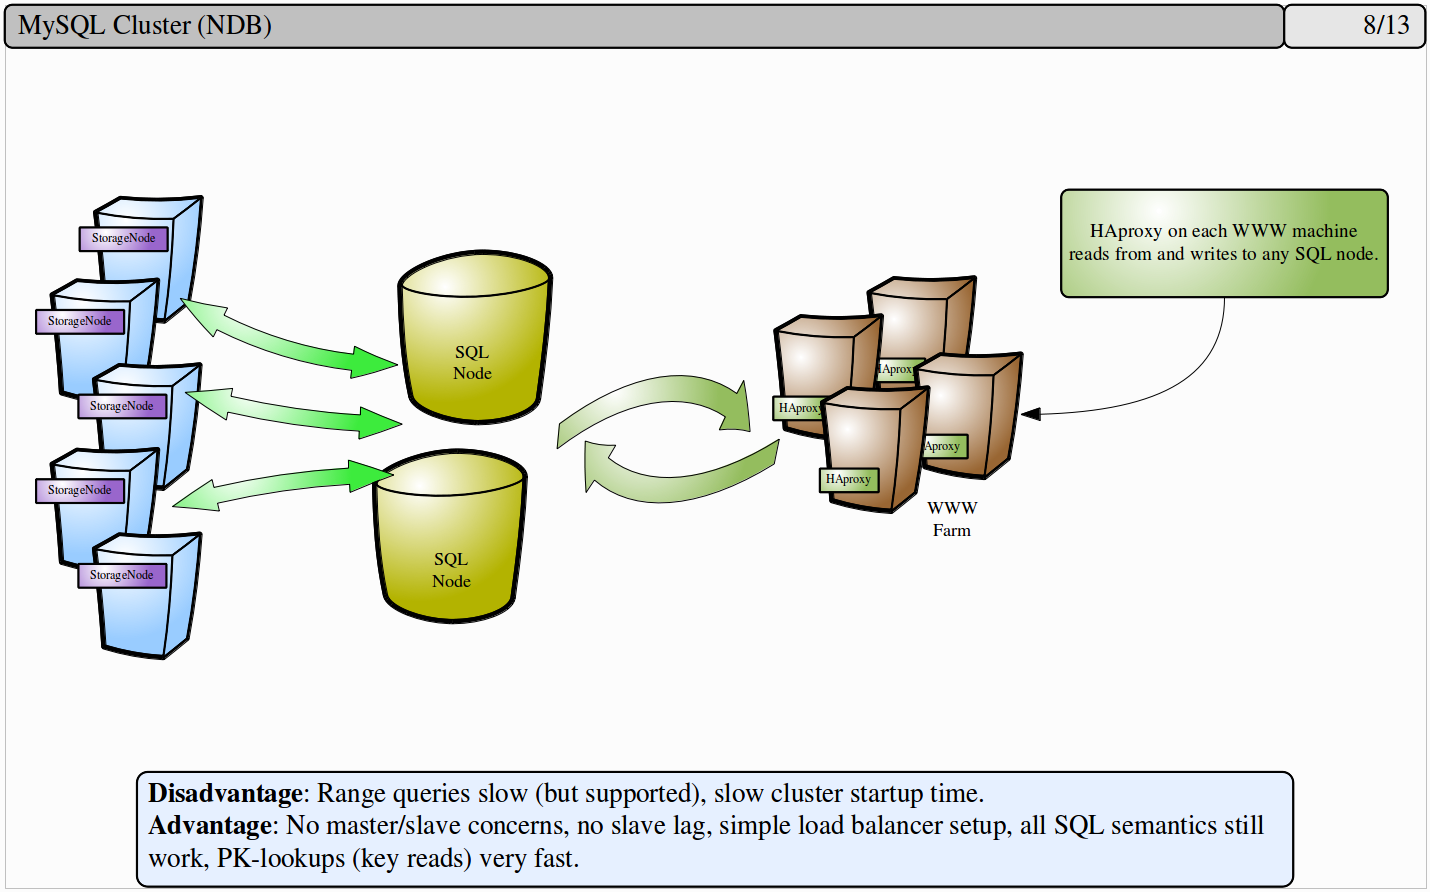 MySQL Cluster (NDB)
8/13
StorageNode
StorageNode
StorageNode
StorageNode
StorageNode
SQL
Node
SQL
Node
HAproxy
HAproxy
Aproxy
HAproxy
WWW
Farm
HAproxy on each WWW machine
reads from and writes to any SQL node.
Disadvantage: Range queries slow (but supported), slow cluster startup time.
Advantage: No master/slave concerns, no slave lag, simple load balancer setup, all SQL semantics still
work, PK-lookups (key reads) very fast.